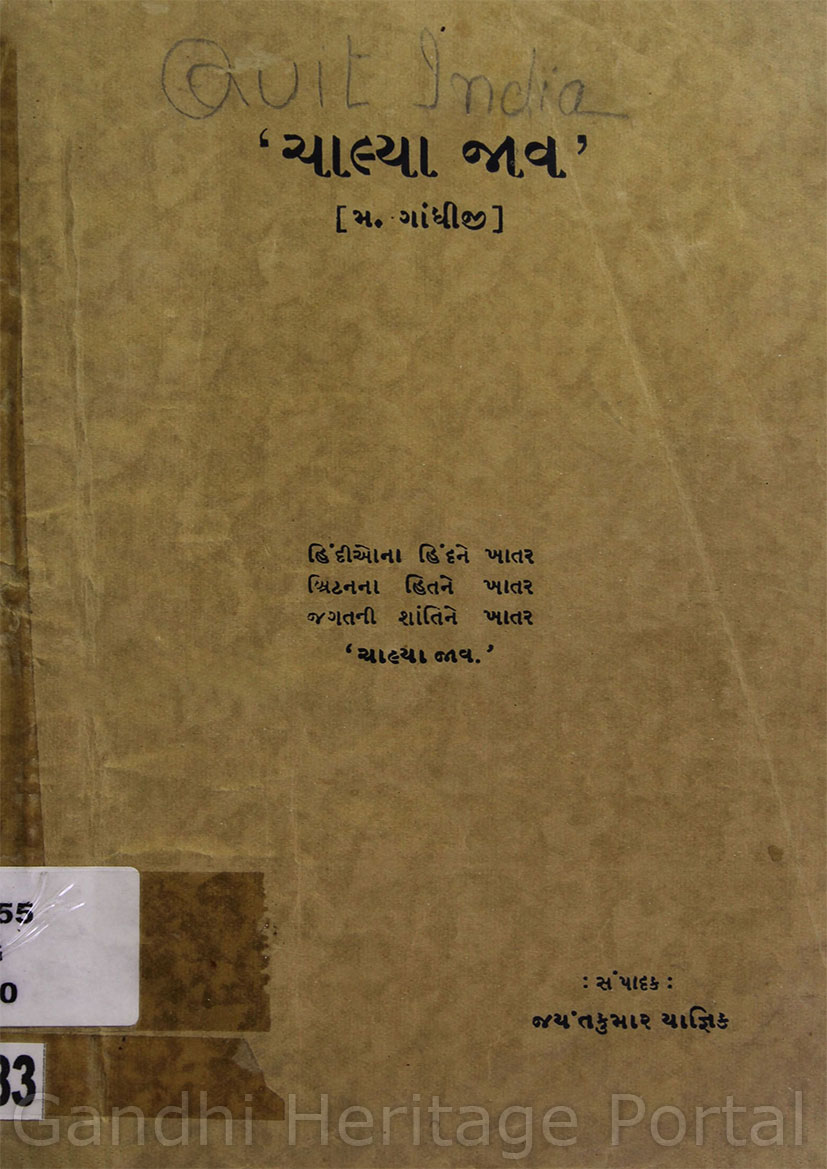 Quit India
‘ચાલ્યા જાવ’
[મ. ગાંધીજી]
હિંદીઓના હિંદને ખાતર
બ્રિટનના હિતને ખાતર
જગતની શાંતિને ખાતર
‘ચાલ્યા જાવ.’
55
0
33
: સંપાદક :
જયંતકુમાર યાજ્ઞિક
Gandhi Heritage Portal